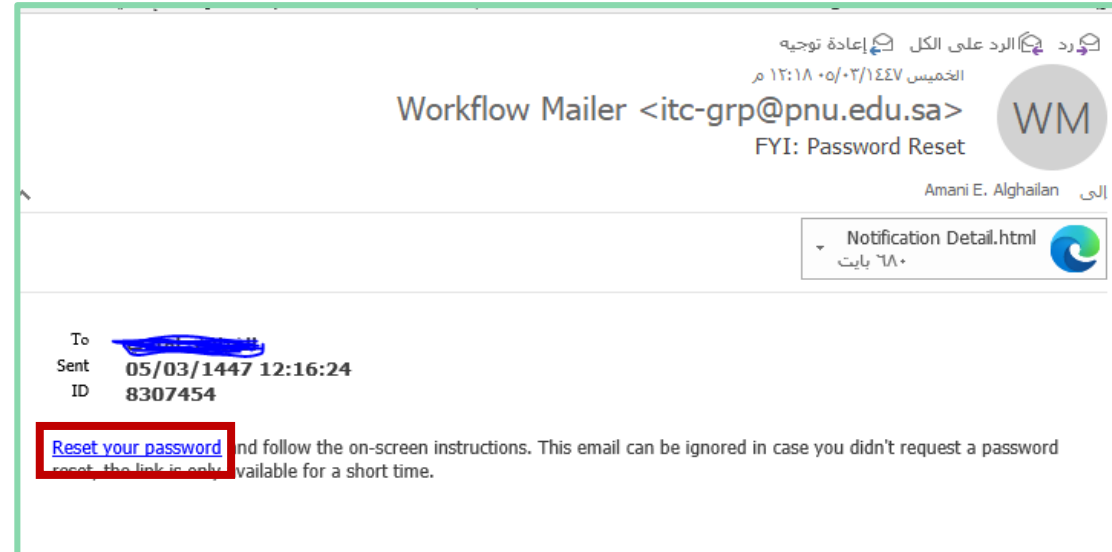 رد الرد على الكل إعادة توجيه
الخميس ٠٥/٠٣/١٤٤٧ ١٢:١٨ م
Workflow Mailer <itc-grp@pnu.edu.sa>
WM
FYI: Password Reset
إلى Amani E. Alghailan
Notification Detail.html
٦٨٠ بايت
To
Sent 05/03/1447 12:16:24
ID 8307454
Reset your password and follow the on-screen instructions. This email can be ignored in case you didn't request a password
reset, the link is only available for a short time.